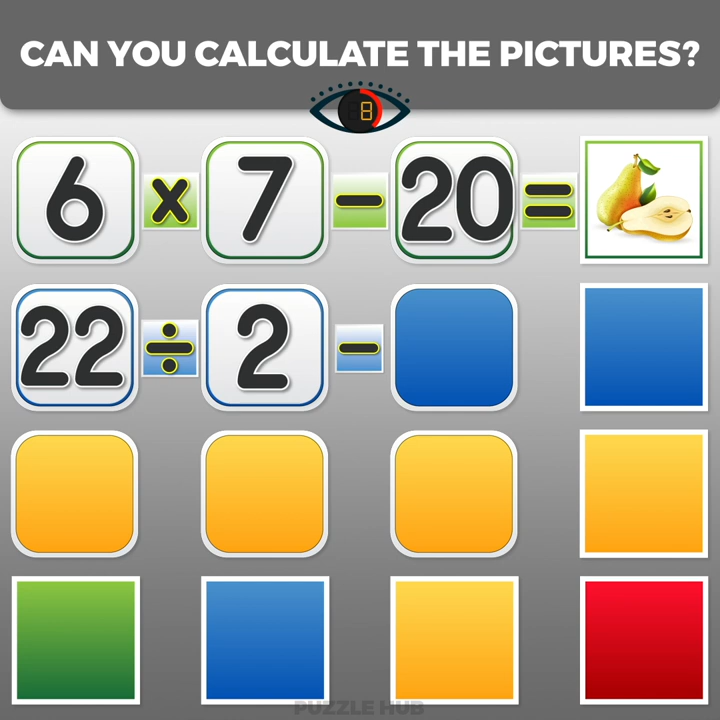 CAN YOU CALCULATE THE PICTURES?
8
6 x 7 − 20 =
22 ÷ 2 −
PUZZLE HUB